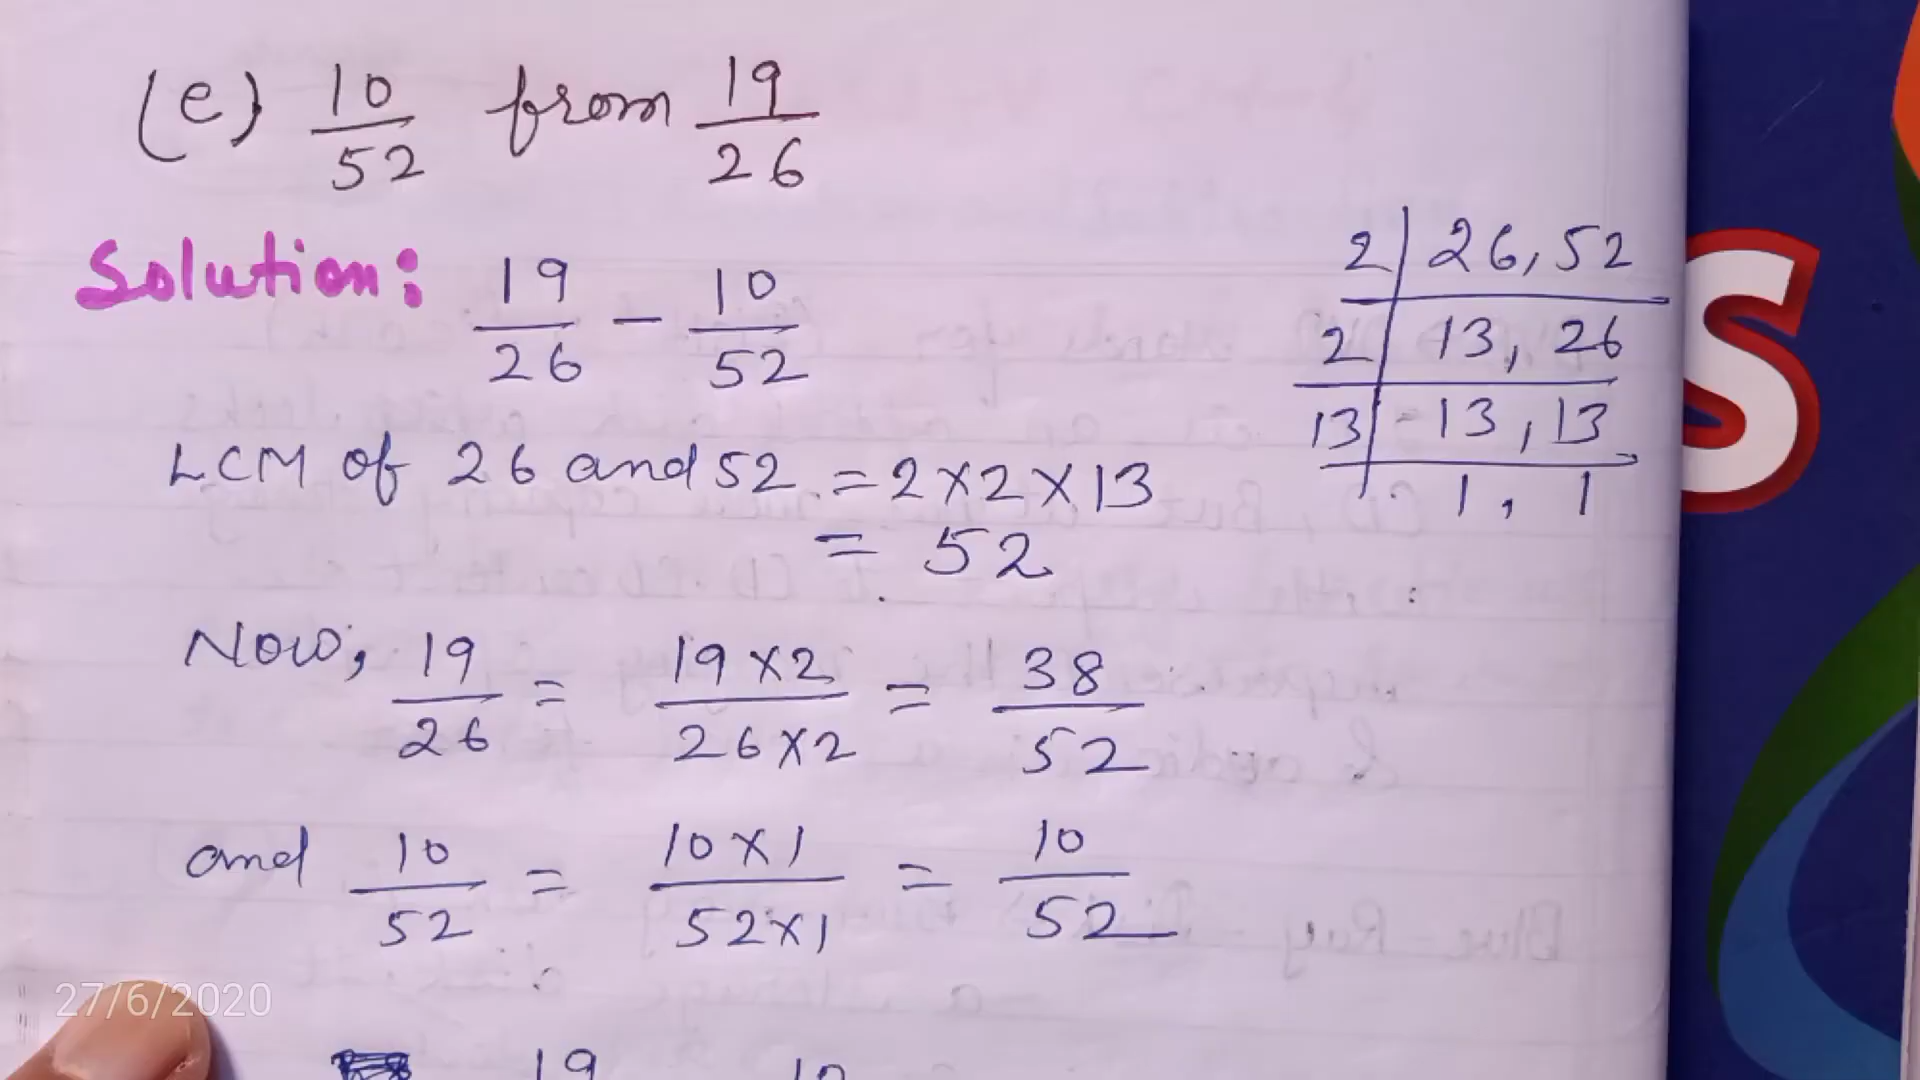 (e) 10/52 from 19/26
Solution: 19/26 - 10/52
LCM of 26 and 52 = 2×2×13
= 52
2 | 26, 52
2 | 13, 26
13 | 13, 13
1, 1
Now, 19/26 = 19×2/26×2 = 38/52
and 10/52 = 10×1/52×1 = 10/52
19 10
27/6/2020
S